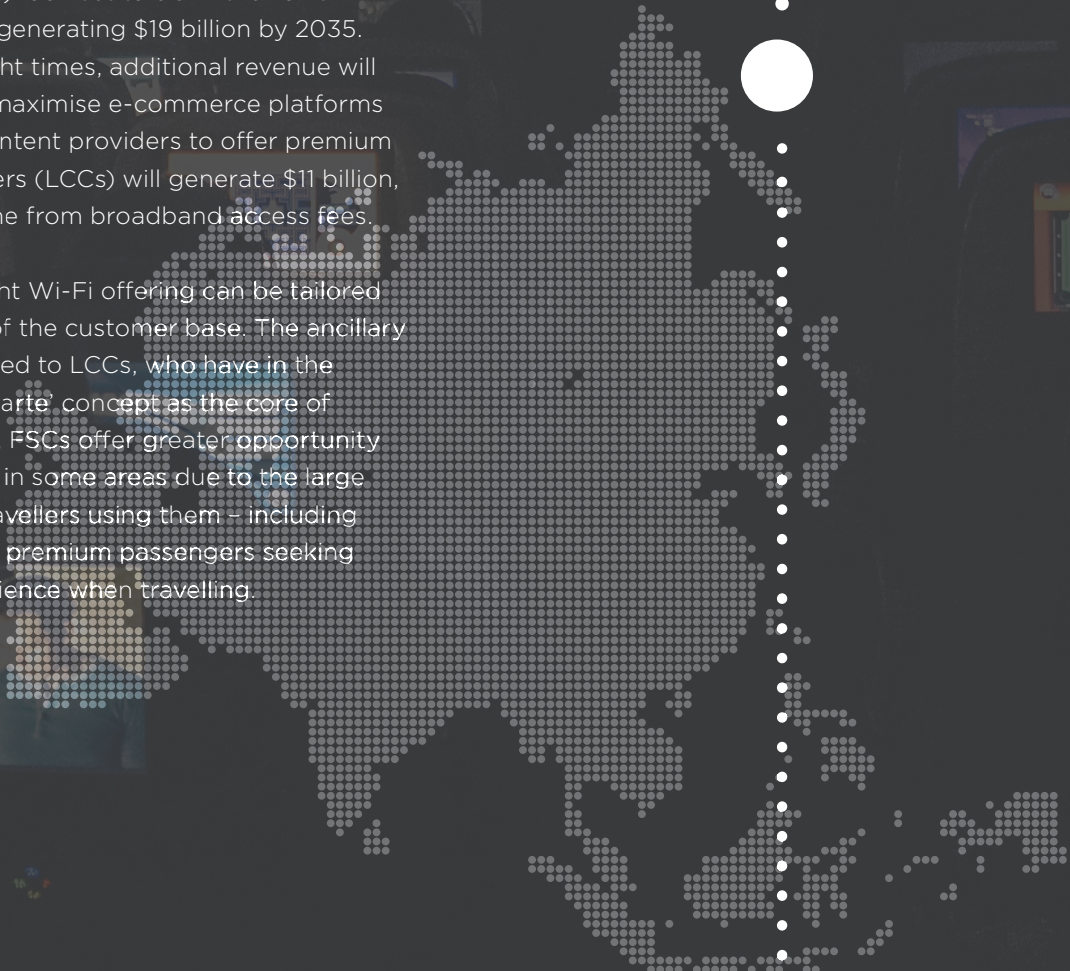 generating $19 billion by 2035.
ht times, additional revenue will
maximise e-commerce platforms
ntent providers to offer premium
ers (LCCs) will generate $11 billion,
ne from broadband access fees.
nt Wi-Fi offering can be tailored
of the customer base. The ancillary
ed to LCCs, who have in the
arte’ concept as the core of
FSCs offer greater opportunity
in some areas due to the large
avellers using them – including
premium passengers seeking
ience when travelling.